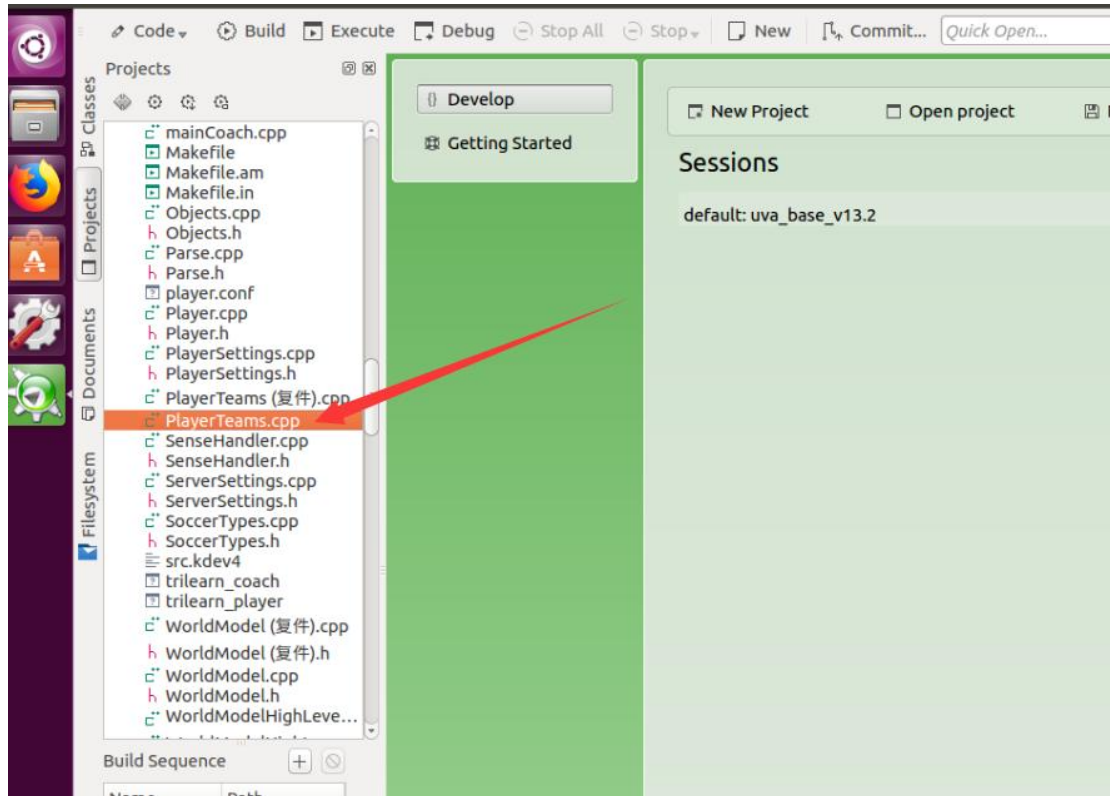 Code Build Execute Debug Stop All Stop New Commit... Quick Open...
Classes
Projects
Documents
Filesystem
Projects
mainCoach.cpp
Makefile
Makefile.am
Makefile.in
Objects.cpp
Objects.h
Parse.cpp
Parse.h
player.conf
Player.cpp
Player.h
PlayerSettings.cpp
PlayerSettings.h
PlayerTeams (复件).cpp
PlayerTeams.cpp
SenseHandler.cpp
SenseHandler.h
ServerSettings.cpp
ServerSettings.h
SoccerTypes.cpp
SoccerTypes.h
src.kdev4
trilearn_coach
trilearn_player
WorldModel (复件).cpp
WorldModel (复件).h
WorldModel.cpp
WorldModel.h
WorldModelHighLeve...
Build Sequence
Name Path
{} Develop
Getting Started
New Project Open project
Sessions
default: uva_base_v13.2